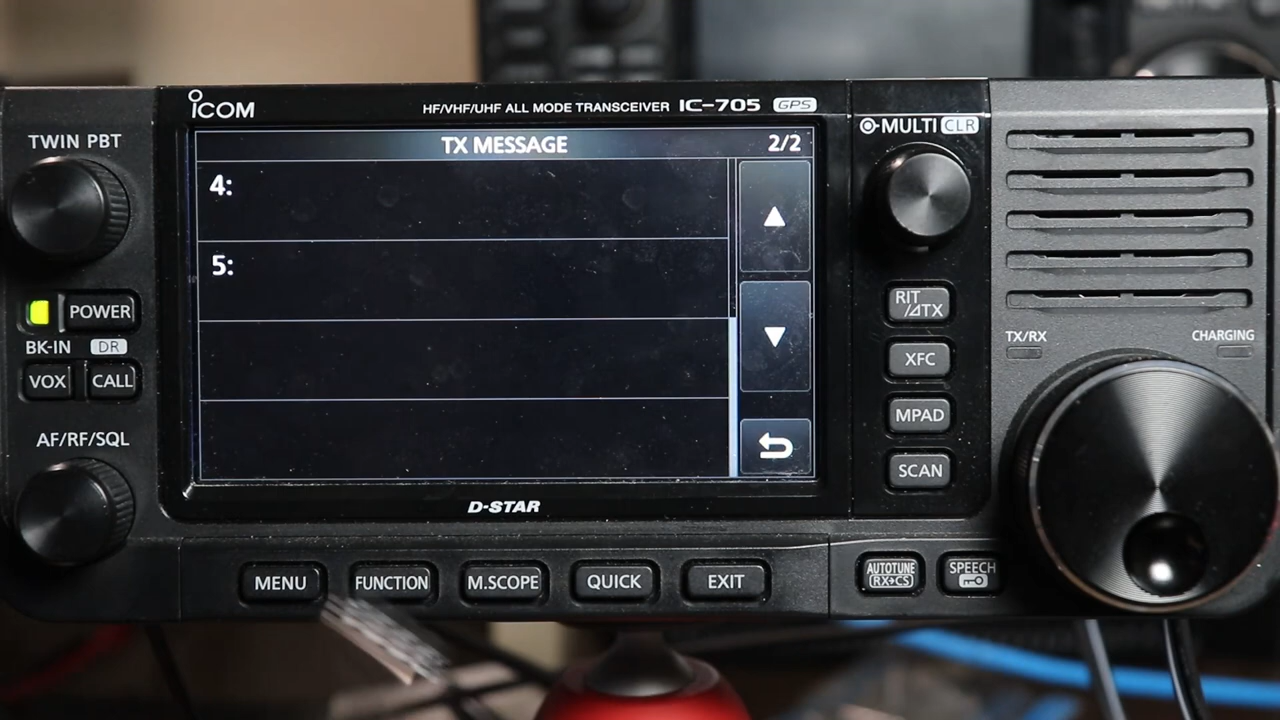 ICOM
HF/VHF/UHF ALL MODE TRANSCEIVER IC-705 GPS
TWIN PBT
TX MESSAGE 2/2
MULTI CLR
4:
5:
POWER
BK-IN DR
VOX CALL
AF/RF/SQL
RIT
/⊿TX
XFC
MPAD
SCAN
TX/RX CHARGING
D-STAR
MENU FUNCTION M.SCOPE QUICK EXIT
AUTOTUNE
RX→CS
SPEECH